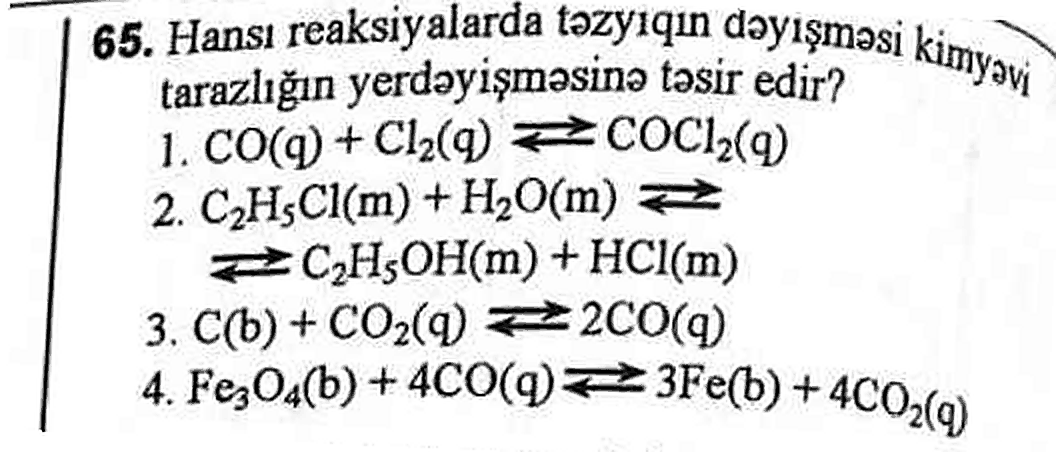 65. Hansı reaksiyalarda təzyiqin dəyişməsi kimyəvi
tarazlığın yerdəyişməsinə təsir edir?
1. CO(q) + Cl₂(q) ⇄ COCl₂(q)
2. C₂H₅Cl(m) + H₂O(m) ⇄
⇄ C₂H₅OH(m) + HCl(m)
3. C(b) + CO₂(q) ⇄ 2CO(q)
4. Fe₃O₄(b) + 4CO(q) ⇄ 3Fe(b) + 4CO₂(q)